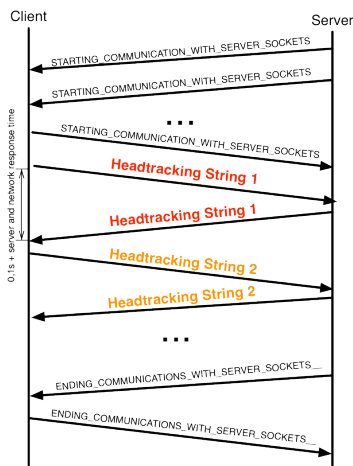 Client
Server
STARTING_COMMUNICATION_WITH_SERVER_SOCKETS
STARTING_COMMUNICATION_WITH_SERVER_SOCKETS
...
STARTING_COMMUNICATION_WITH_SERVER_SOCKETS
Headtracking String 1
0.1s + server and network response time
Headtracking String 1
Headtracking String 2
Headtracking String 2
...
ENDING_COMMUNICATIONS_WITH_SERVER_SOCKETS__
ENDING_COMMUNICATIONS_WITH_SERVER_SOCKETS__